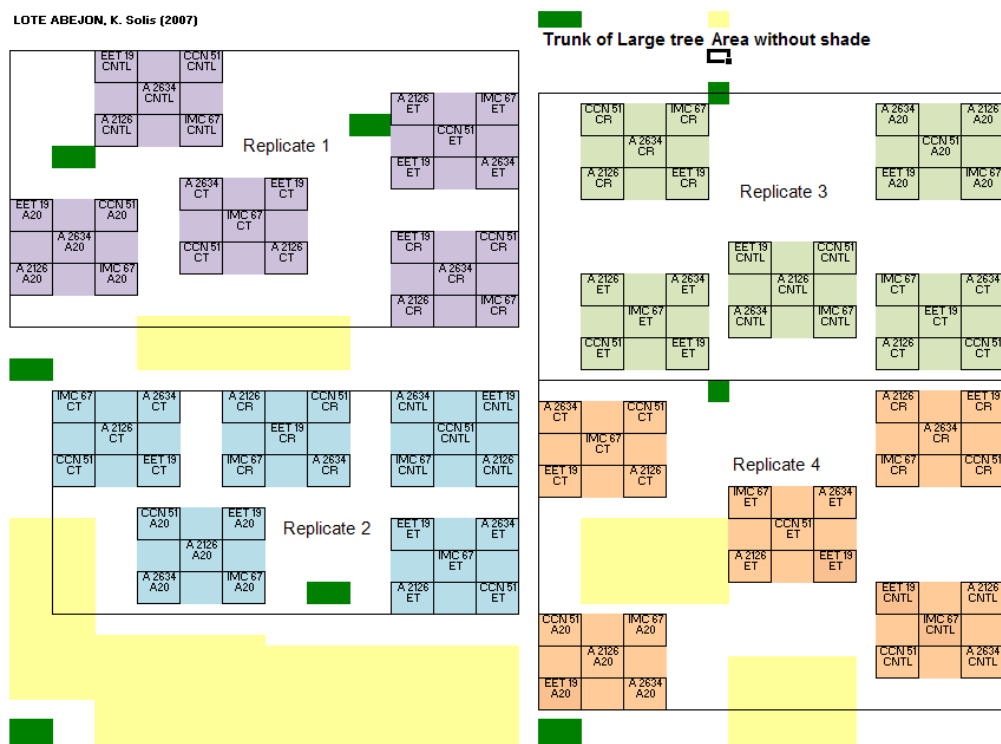 LOTE ABEJON, K. Solis (2007)
Trunk of Large tree Area without shade
EET 19 CNTL
CCN 51 CNTL
A 2634 CNTL
A 2126 CNTL
IMC 67 CNTL
Replicate 1
A 2126 ET
IMC 67 ET
CCN 51 ET
EET 19 ET
A 2634 ET
A 2634 CT
EET 19 CT
IMC 67 CT
CCN 51 CT
A 2126 CT
EET 19 A20
CCN 51 A20
A 2634 A20
A 2126 A20
IMC 67 A20
EET 19 CR
CCN 51 CR
A 2634 CR
A 2126 CR
IMC 67 CR
IMC 67 CT
A 2634 CT
A 2126 CT
CCN 51 CT
EET 19 CT
A 2126 CR
CCN 51 CR
EET 19 CR
IMC 67 CR
A 2634 CR
A 2634 CNTL
EET 19 CNTL
CCN 51 CNTL
IMC 67 CNTL
A 2126 CNTL
CCN 51 A20
EET 19 A20
A 2126 A20
A 2634 A20
IMC 67 A20
Replicate 2
EET 19 ET
A 2634 ET
IMC 67 ET
A 2126 ET
CCN 51 ET
CCN 51 CR
IMC 67 CR
A 2634 CR
A 2126 CR
EET 19 CR
Replicate 3
A 2634 A20
A 2126 A20
CCN 51 A20
EET 19 A20
IMC 67 A20
EET 19 CNTL
CCN 51 CNTL
A 2126 CNTL
A 2634 CNTL
IMC 67 CNTL
A 2126 ET
A 2634 ET
IMC 67 ET
CCN 51 ET
EET 19 ET
IMC 67 CT
A 2634 CT
EET 19 CT
A 2126 CT
CCN 51 CT
A 2634 CT
CCN 51 CT
IMC 67 CT
EET 19 CT
A 2126 CT
Replicate 4
A 2126 CR
EET 19 CR
A 2634 CR
IMC 67 CR
CCN 51 CR
IMC 67 ET
A 2634 ET
CCN 51 ET
A 2126 ET
EET 19 ET
CCN 51 A20
IMC 67 A20
A 2126 A20
EET 19 A20
A 2634 A20
EET 19 CNTL
A 2126 CNTL
IMC 67 CNTL
CCN 51 CNTL
A 2634 CNTL